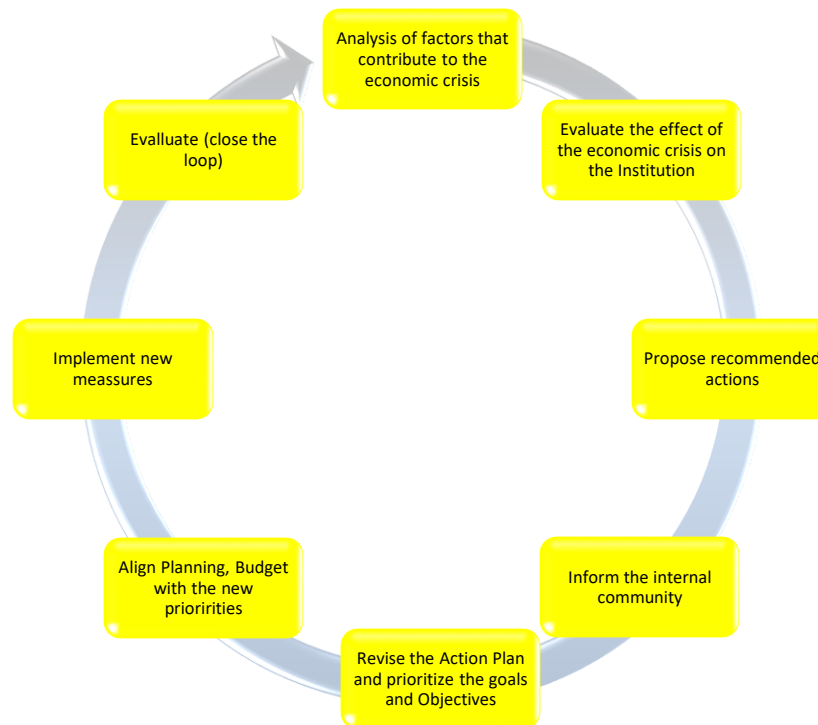 Analysis of factors that
contribute to the
economic crisis
Evaluate the effect of
the economic crisis on
the Institution
Propose recommended
actions
Inform the internal
community
Revise the Action Plan
and prioritize the goals
and Objectives
Align Planning, Budget
with the new
prioririties
Implement new
meassures
Evalluate (close the
loop)